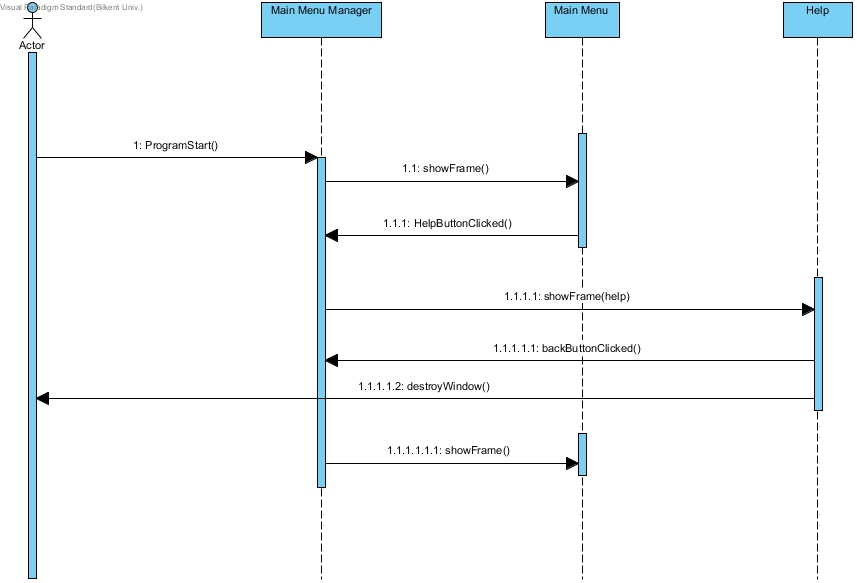 Visual Paradigm Standard(Bilkent Univ.)
Main Menu Manager
Main Menu
Help
Actor
1: ProgramStart()
1.1: showFrame()
1.1.1: HelpButtonClicked()
1.1.1.1: showFrame(help)
1.1.1.1.1: backButtonClicked()
1.1.1.1.2: destroyWindow()
1.1.1.1.1.1: showFrame()